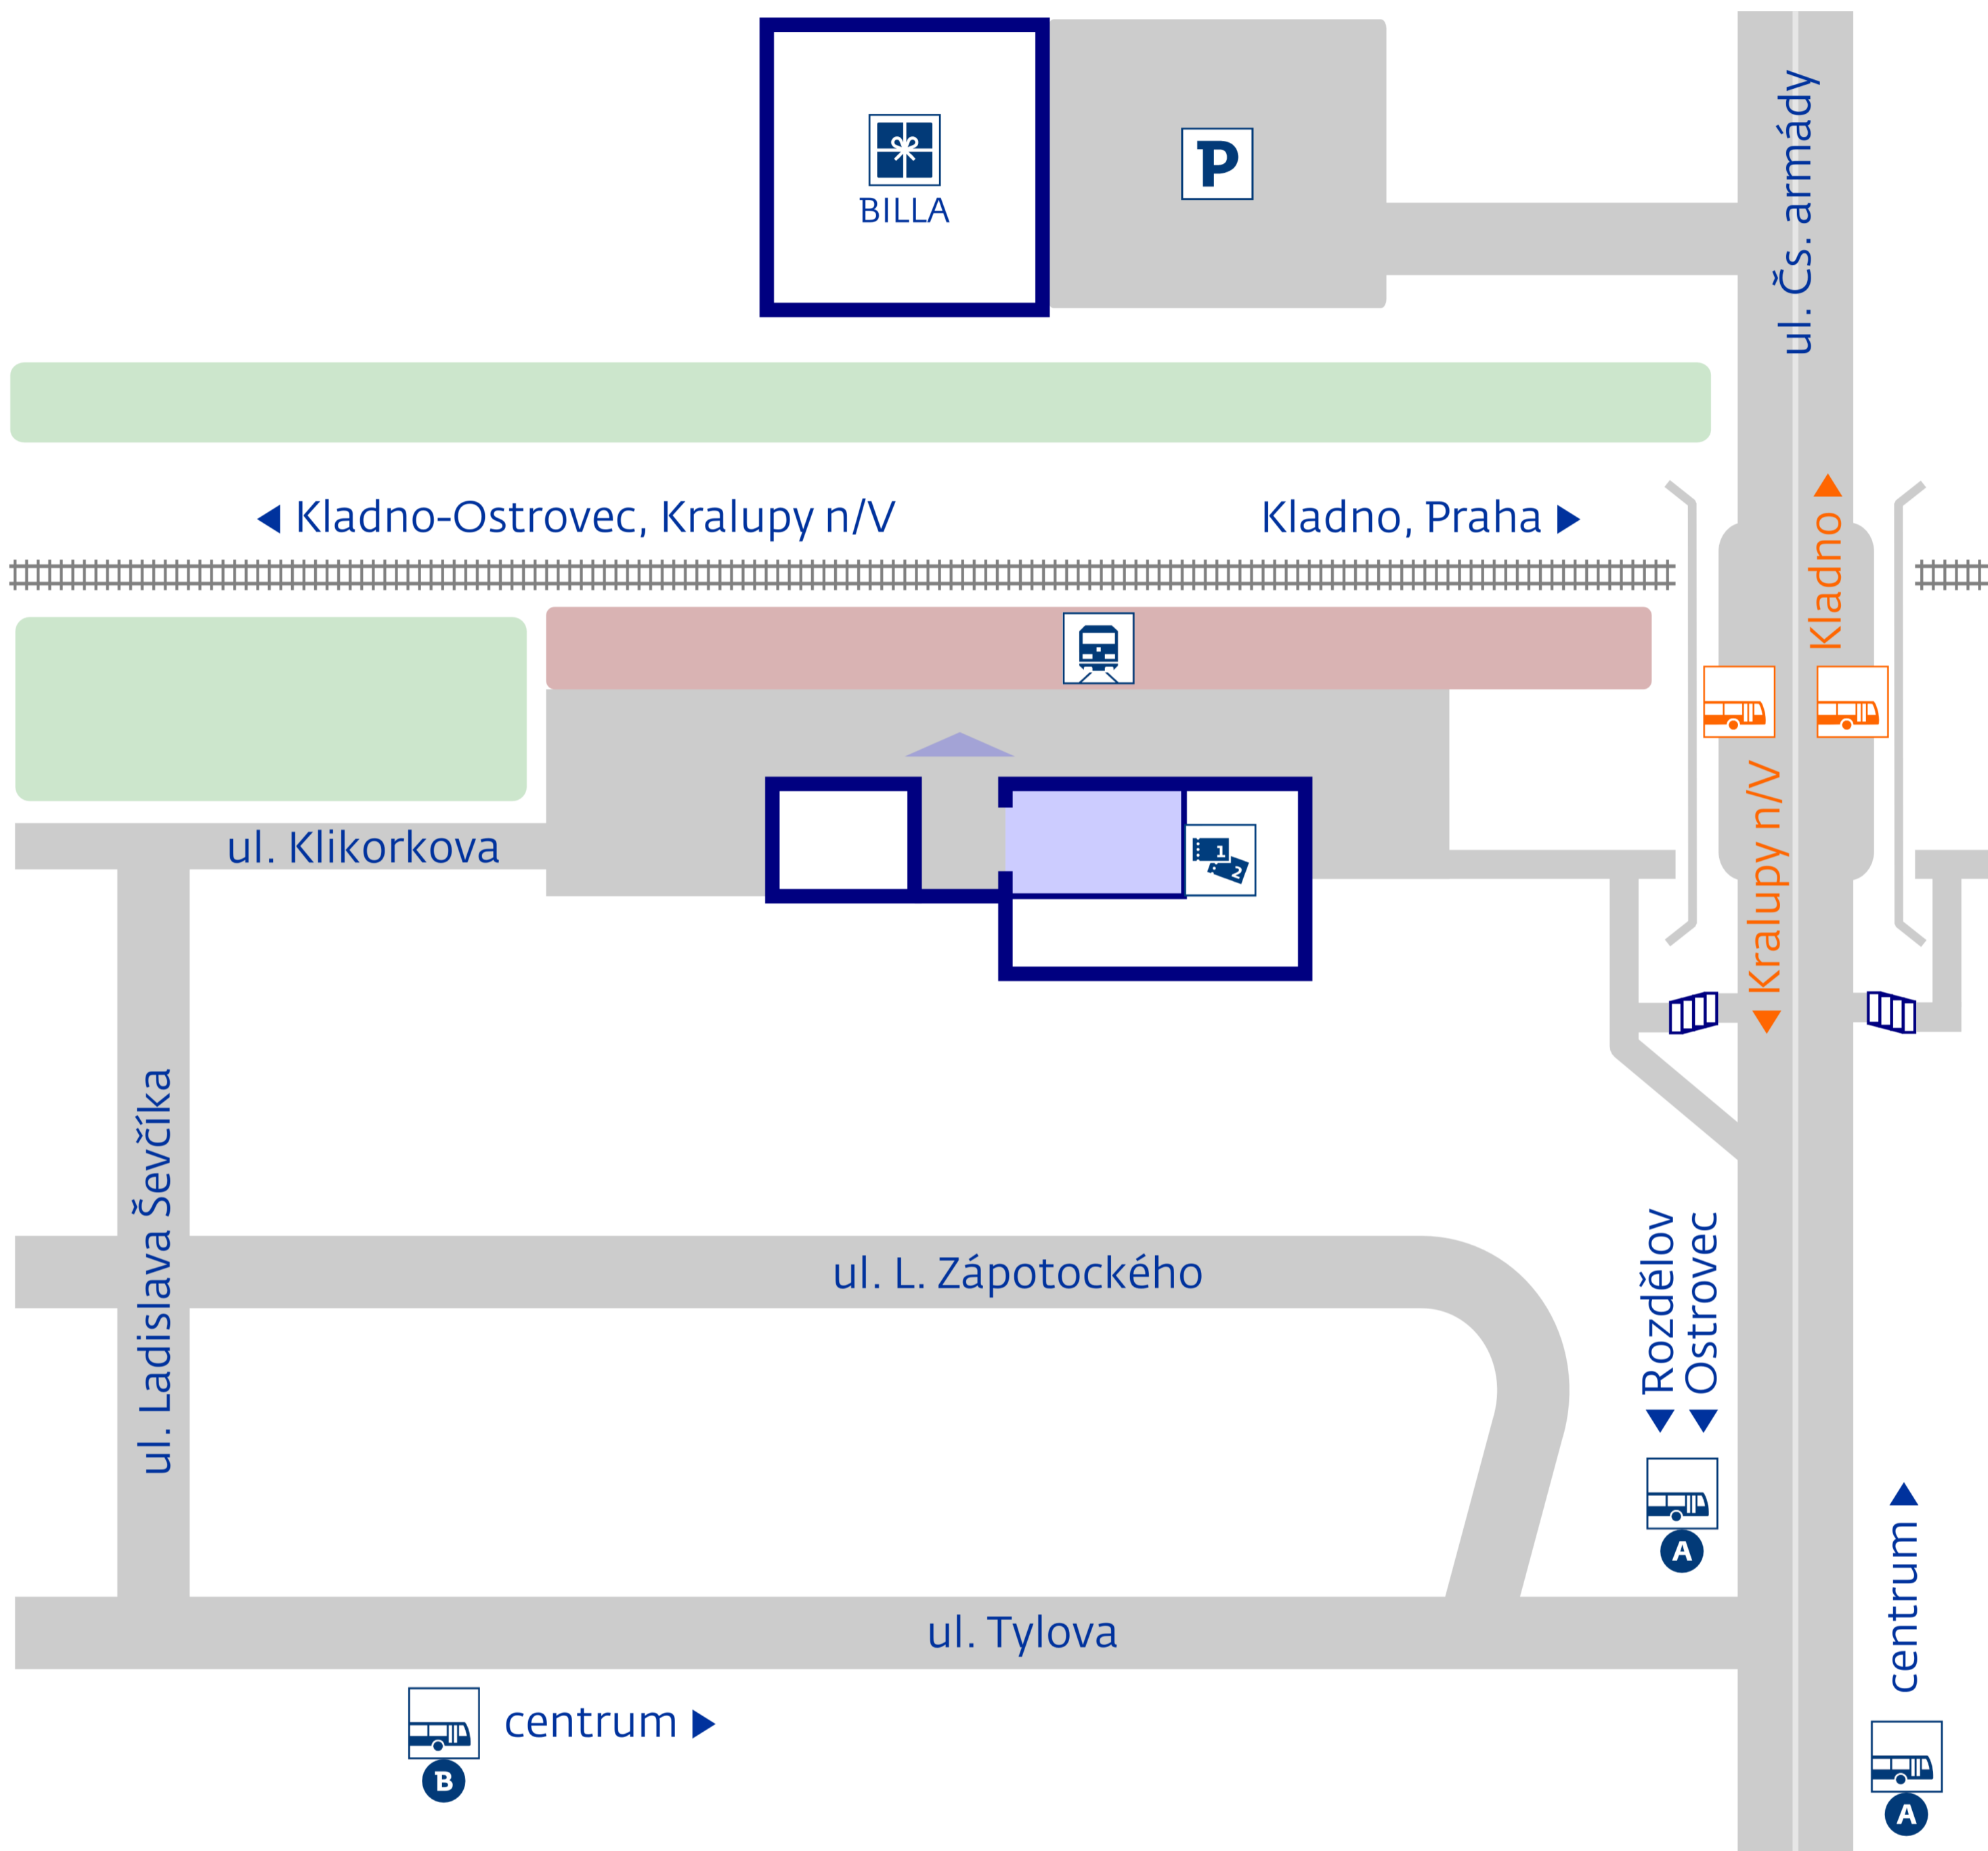 BILLA
P
ul. Čs. armády
Kladno-Ostrovec, Kralupy n/V
Kladno, Praha
Kladno
Kralupy n/V
ul. Klikorkova
1
2
ul. Ladislava Ševčíka
ul. L. Zápotockého
Rozdělov
Ostrovec
A
centrum
ul. Tylova
centrum
B
A